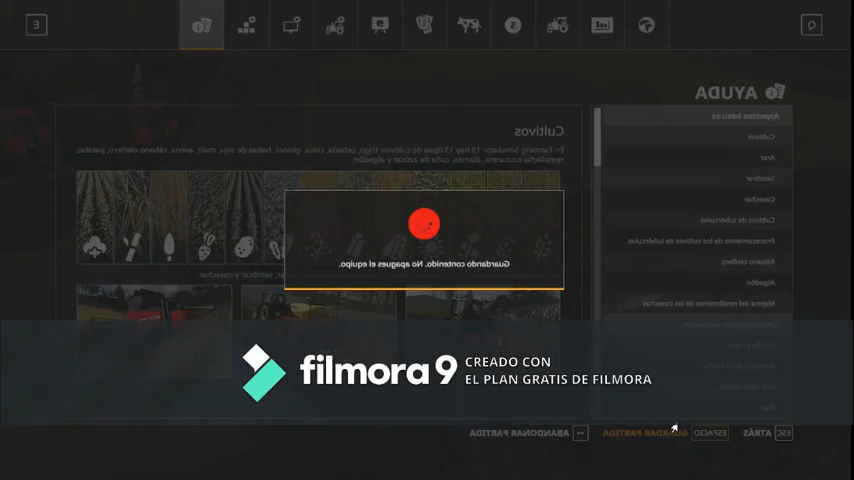 E
Q
AYUDA
Aspectos básicos
Cultivos
Arar
Sembrar
Cosechar
Cultivos de tubérculos
Procesamiento de los cultivos de tubérculos
Rábano oleífero
Algodón
Mejora del rendimiento de las cosechas
Cultivos
En Farming Simulator 19 hay 13 tipos de cultivos: trigo, cebada, colza, girasol, habas de soja, maíz, avena, rábano oleífero, patatas,
remolacha azucarera, álamos, caña de azúcar y algodón.
Guardando contenido. No apagues el equipo.
sembrar y cosechar.
filmora 9
CREADO CON
EL PLAN GRATIS DE FILMORA
ESC ATRÁS
ESPACIO GUARDAR PARTIDA
ABANDONAR PARTIDA